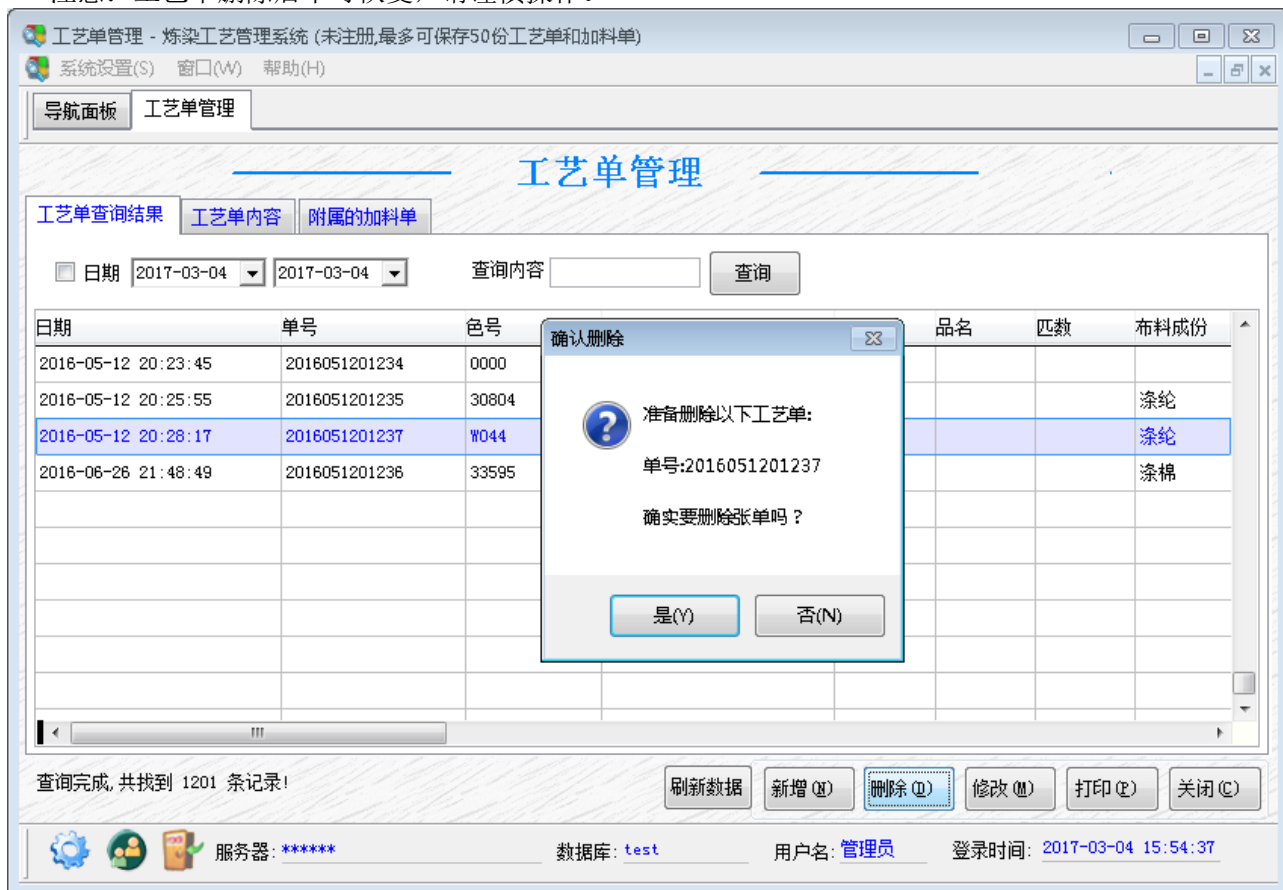 工艺单管理 - 炼染工艺管理系统 (未注册,最多可保存50份工艺单和加料单)
系统设置(S) 窗口(W) 帮助(H)
导航面板 工艺单管理
工艺单管理
工艺单查询结果 工艺单内容 附属的加料单
日期 2017-03-04 2017-03-04 查询内容 查询
日期 单号 色号 品名 匹数 布料成份
2016-05-12 20:23:45 2016051201234 0000
2016-05-12 20:25:55 2016051201235 30804 涤纶
2016-05-12 20:28:17 2016051201237 W044 涤纶
2016-06-26 21:48:49 2016051201236 33595 涤棉
确认删除
准备删除以下工艺单:
单号:2016051201237
确实要删除张单吗？
是(Y) 否(N)
查询完成,共找到 1201 条记录!
刷新数据 新增(N) 删除(D) 修改(M) 打印(P) 关闭(C)
服务器: ****** 数据库: test 用户名: 管理员 登录时间: 2017-03-04 15:54:37